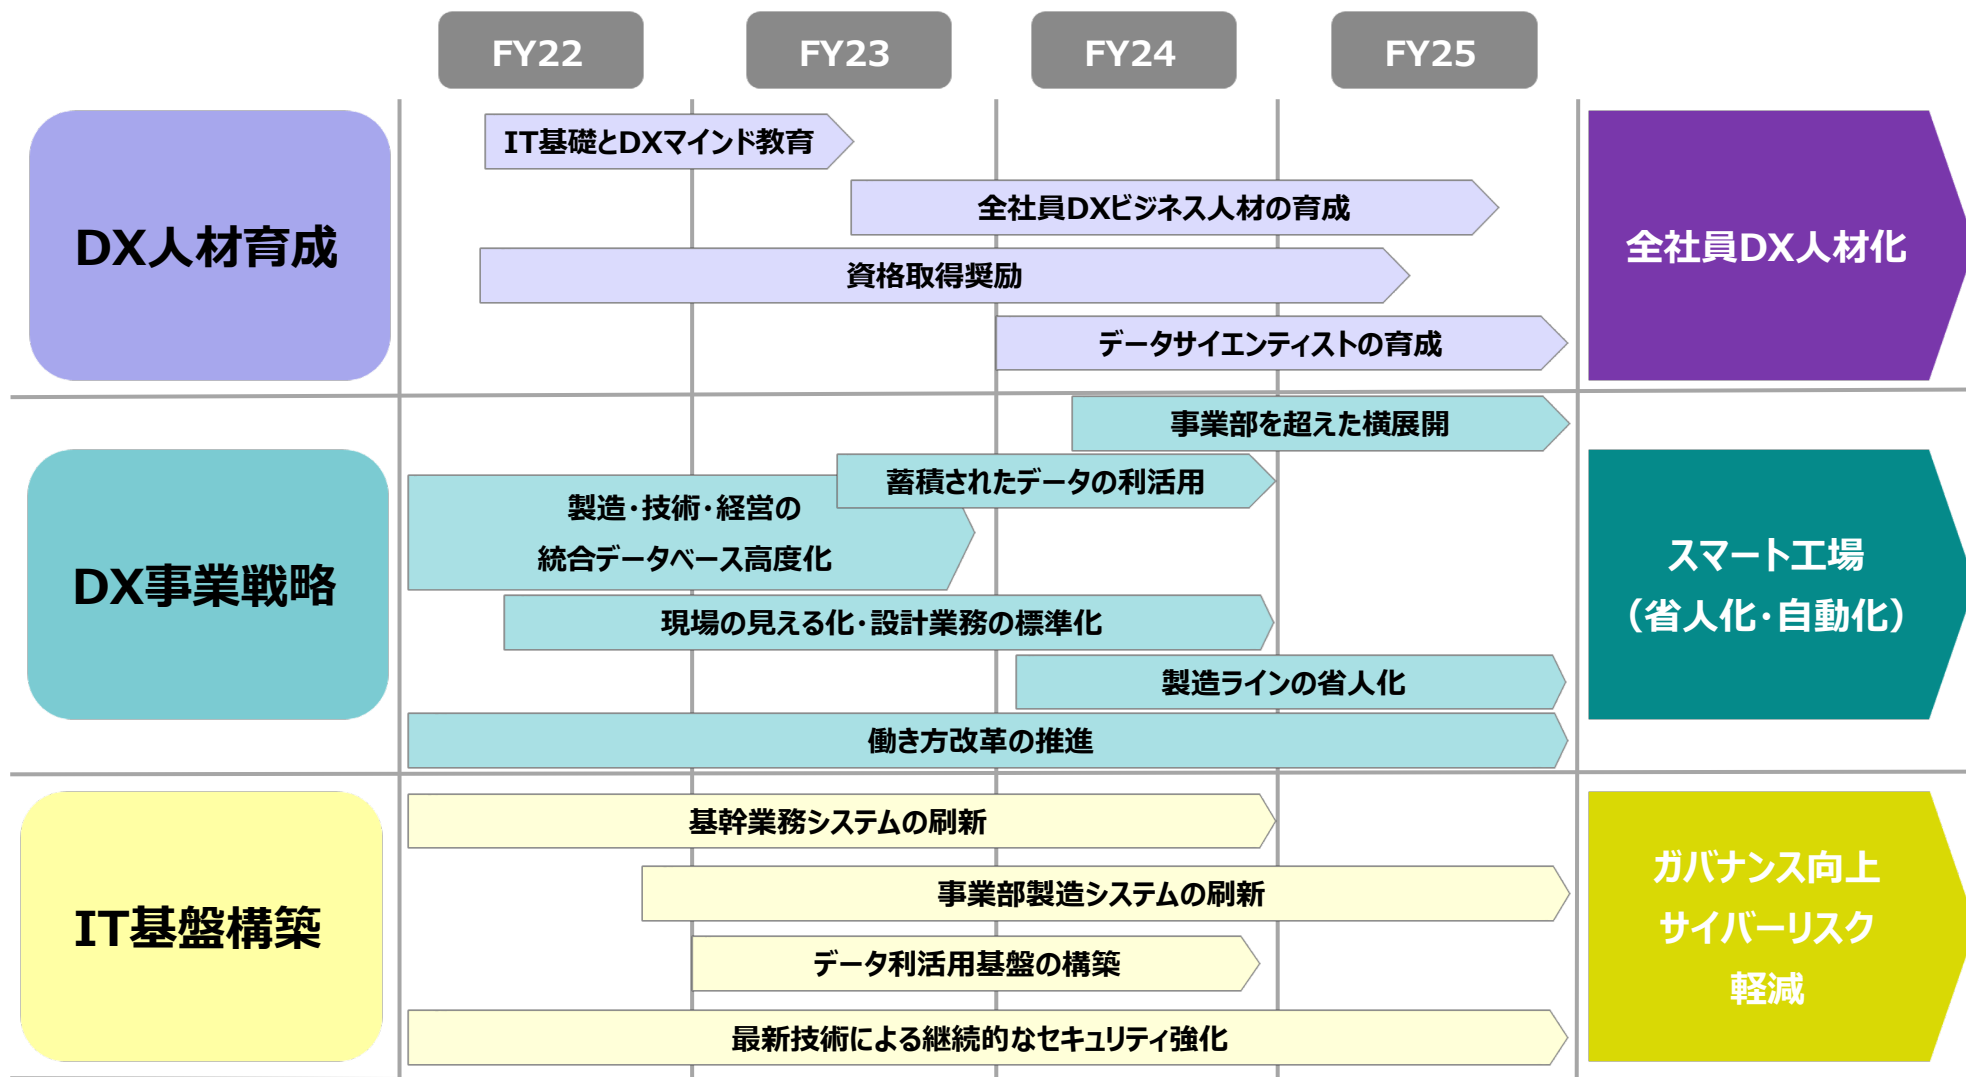 FY22
FY23
FY24
FY25
DX人材育成
IT基礎とDXマインド教育
全社員DXビジネス人材の育成
資格取得奨励
データサイエンティストの育成
全社員DX人材化
DX事業戦略
事業部を超えた横展開
蓄積されたデータの利活用
製造・技術・経営の
統合データベース高度化
現場の見える化・設計業務の標準化
製造ラインの省人化
働き方改革の推進
スマート工場
（省人化・自動化）
IT基盤構築
基幹業務システムの刷新
事業部製造システムの刷新
データ利活用基盤の構築
最新技術による継続的なセキュリティ強化
ガバナンス向上
サイバーリスク
軽減